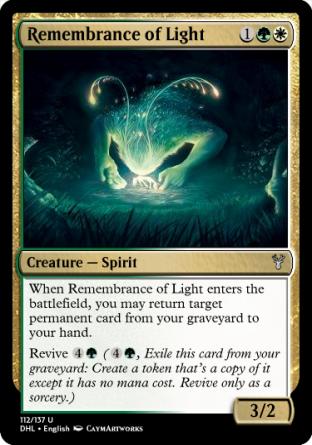 Remembrance of Light 1
Creature — Spirit
When Remembrance of Light enters the
battlefield, you may return target
permanent card from your graveyard to
your hand.
Revive 4 ( 4 , Exile this card from your
graveyard: Create a token that's a copy of it
except it has no mana cost. Revive only as a
sorcery.)
3/2
112/137 U
DHL • English CaymArtworks